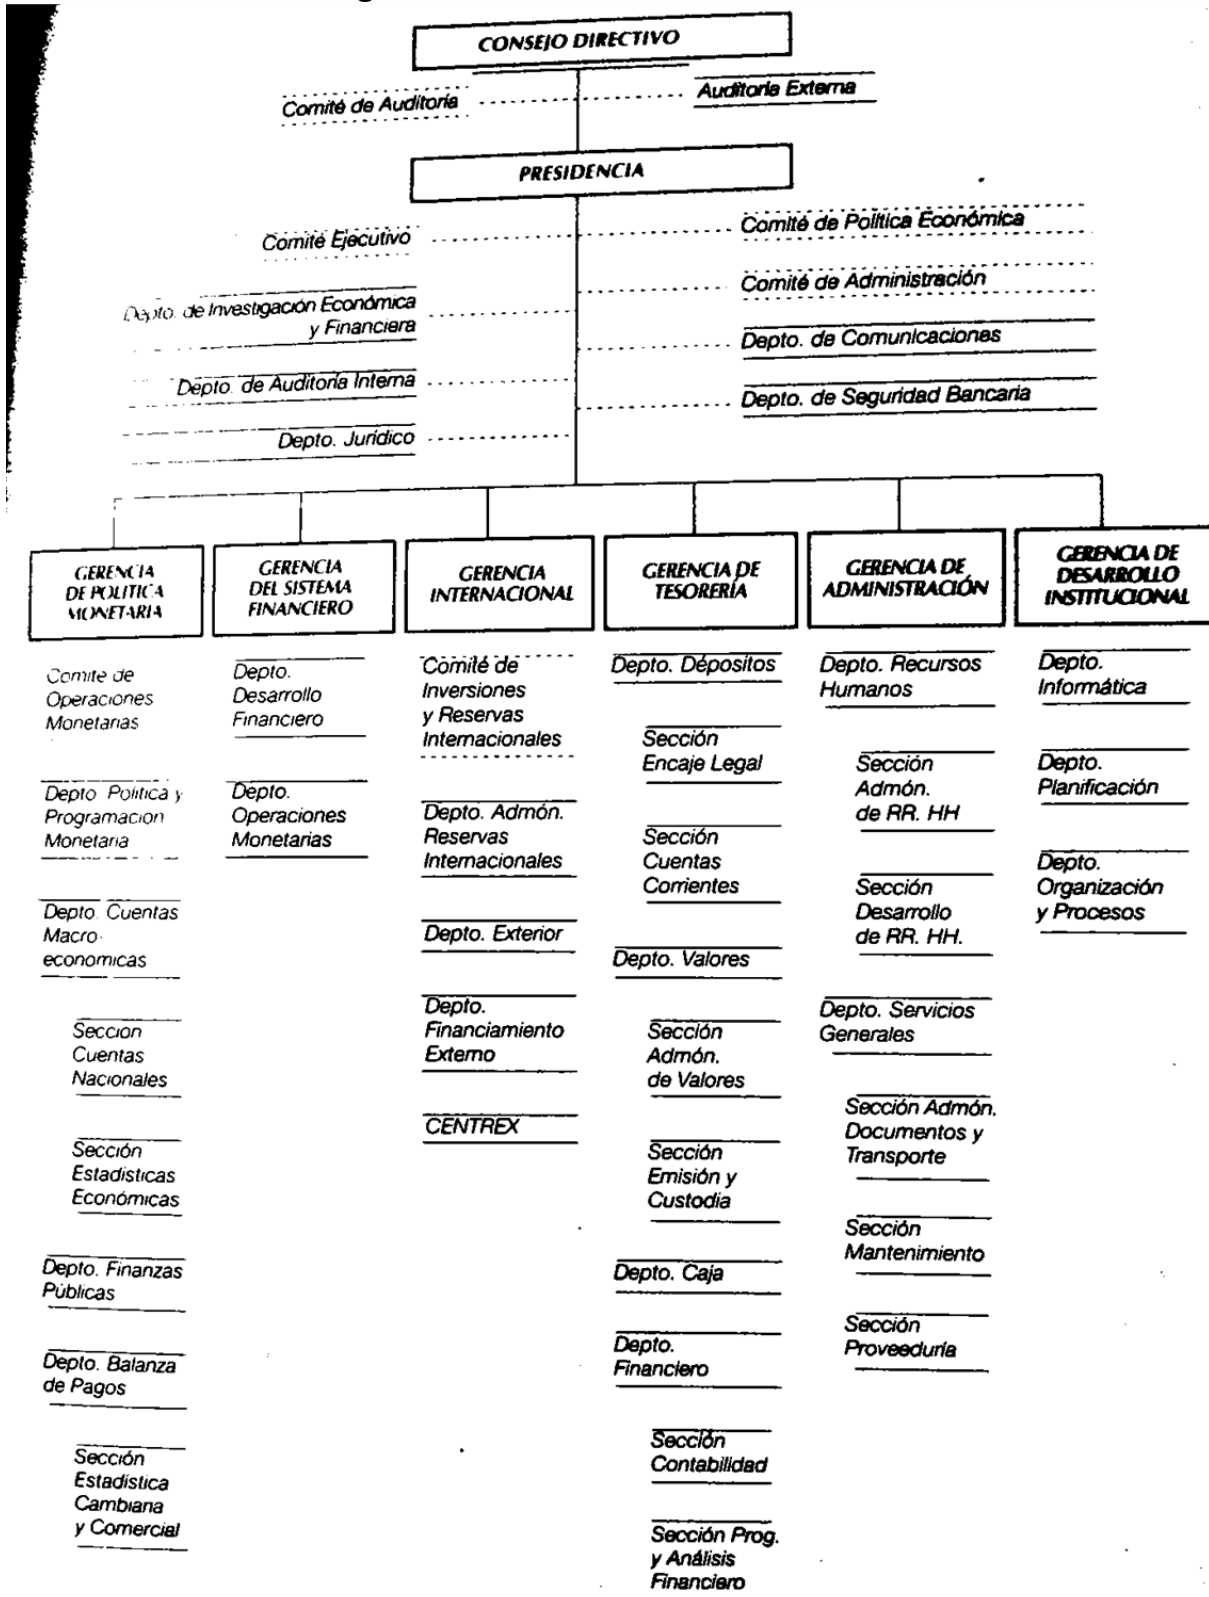 CONSEJO DIRECTIVO
Comité de Auditoría
Auditoría Externa
PRESIDENCIA
Comité Ejecutivo
Comité de Política Económica
Comité de Administración
Depto. de Investigación Económica
y Financiera
Depto. de Comunicaciones
Depto. de Auditoría Interna
Depto. de Seguridad Bancaria
Depto. Jurídico
GERENCIA
DE POLITICA
MONETARIA
Comite de
Operaciones
Monetarias
Depto Política y
Programacion
Monetaria
Depto. Cuentas
Macro-
economicas
Sección
Cuentas
Nacionales
Sección
Estadísticas
Económicas
Depto. Finanzas
Públicas
Depto. Balanza
de Pagos
Sección
Estadística
Cambiaria
y Comercial
GERENCIA
DEL SISTEMA
FINANCIERO
Depto.
Desarrollo
Financiero
Depto.
Operaciones
Monetarias
GERENCIA
INTERNACIONAL
Comité de
Inversiones
y Reservas
Internacionales
Depto. Admón.
Reservas
Internacionales
Depto. Exterior
Depto.
Financiamiento
Externo
CENTREX
GERENCIA DE
TESORERÍA
Depto. Dépositos
Sección
Encaje Legal
Sección
Cuentas
Corrientes
Depto. Valores
Sección
Admón.
de Valores
Sección
Emisión y
Custodia
Depto. Caja
Depto.
Financiero
Sección
Contabilidad
Sección Prog.
y Análisis
Financiero
GERENCIA DE
ADMINISTRACIÓN
Depto. Recursos
Humanos
Sección
Admón.
de RR. HH
Sección
Desarrollo
de RR. HH.
Depto. Servicios
Generales
Sección Admón.
Documentos y
Transporte
Sección
Mantenimiento
Sección
Proveeduría
GERENCIA DE
DESARROLLO
INSTITUCIONAL
Depto.
Informática
Depto.
Planificación
Depto.
Organización
y Procesos